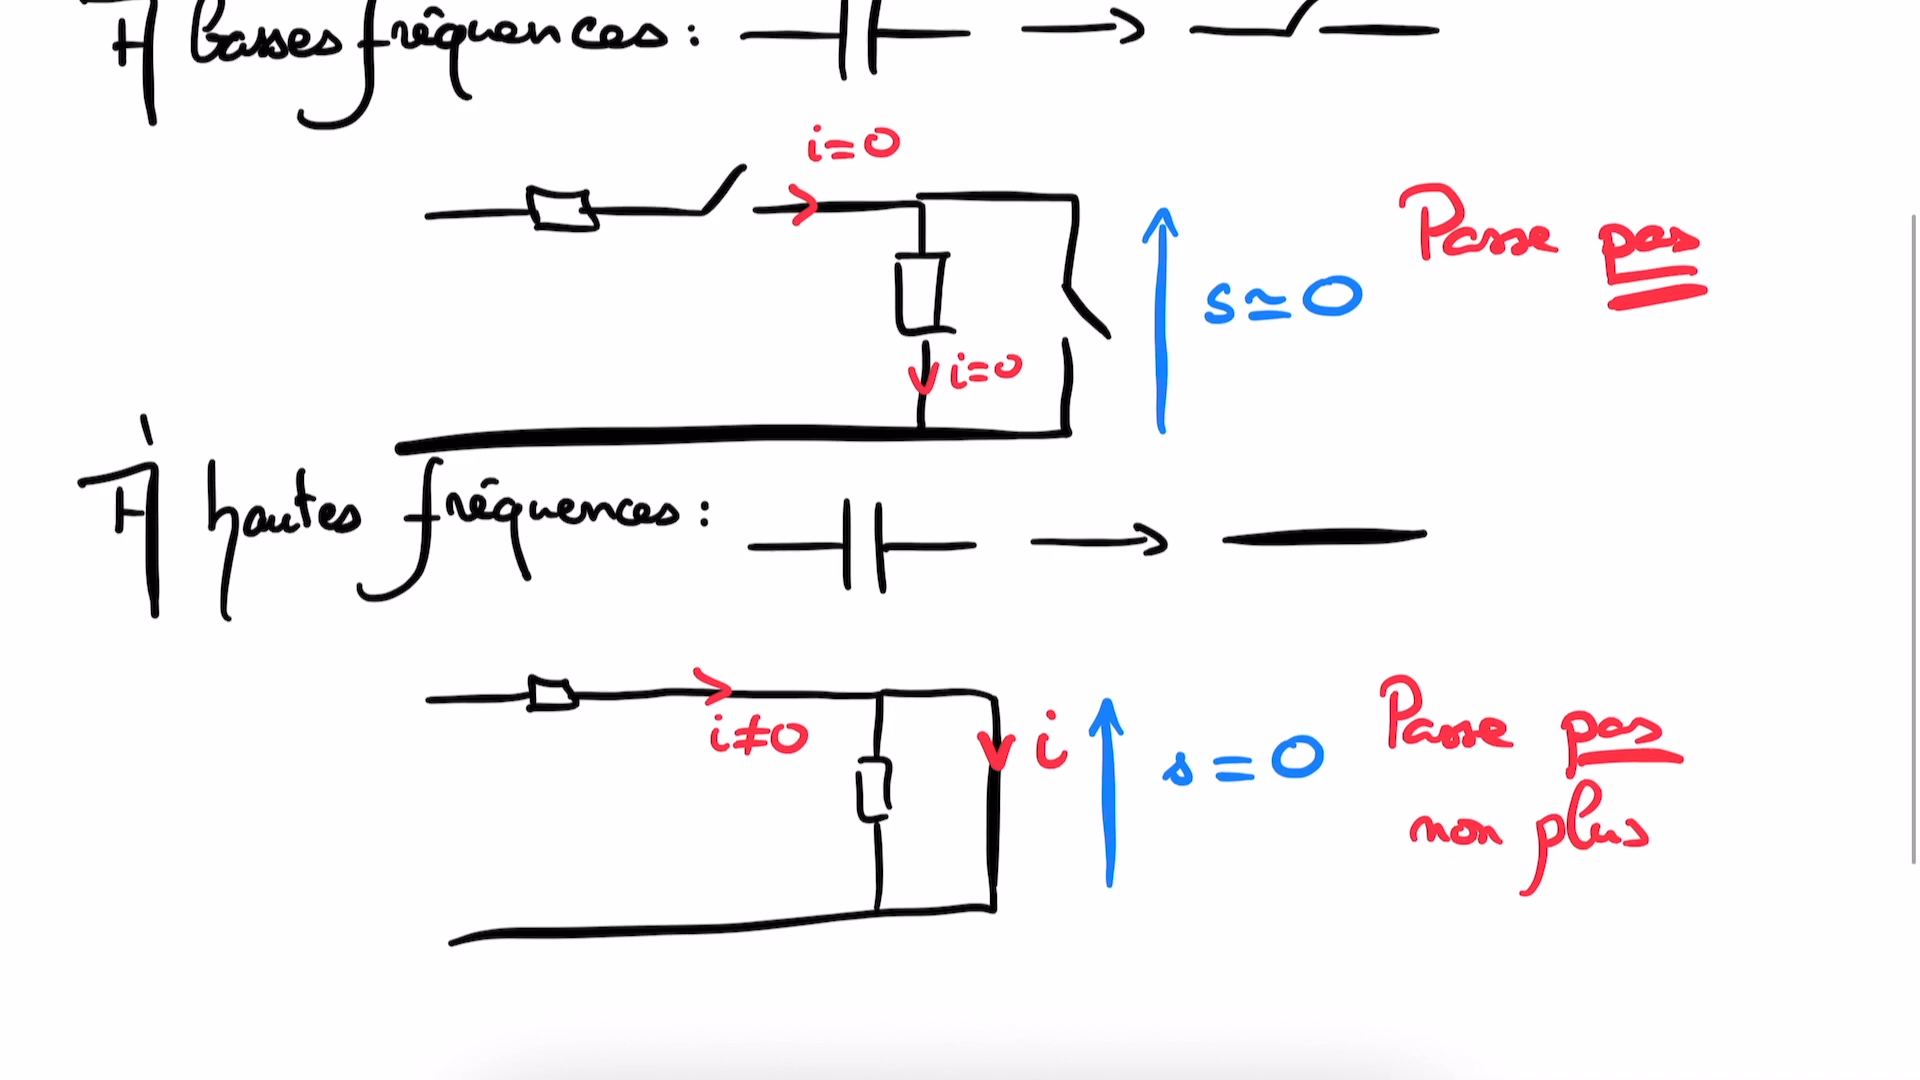 À basses fréquences :
i=0
s≃0
Passe pas
i=0
À hautes fréquences :
i≠0
i
s=0
Passe pas
non plus